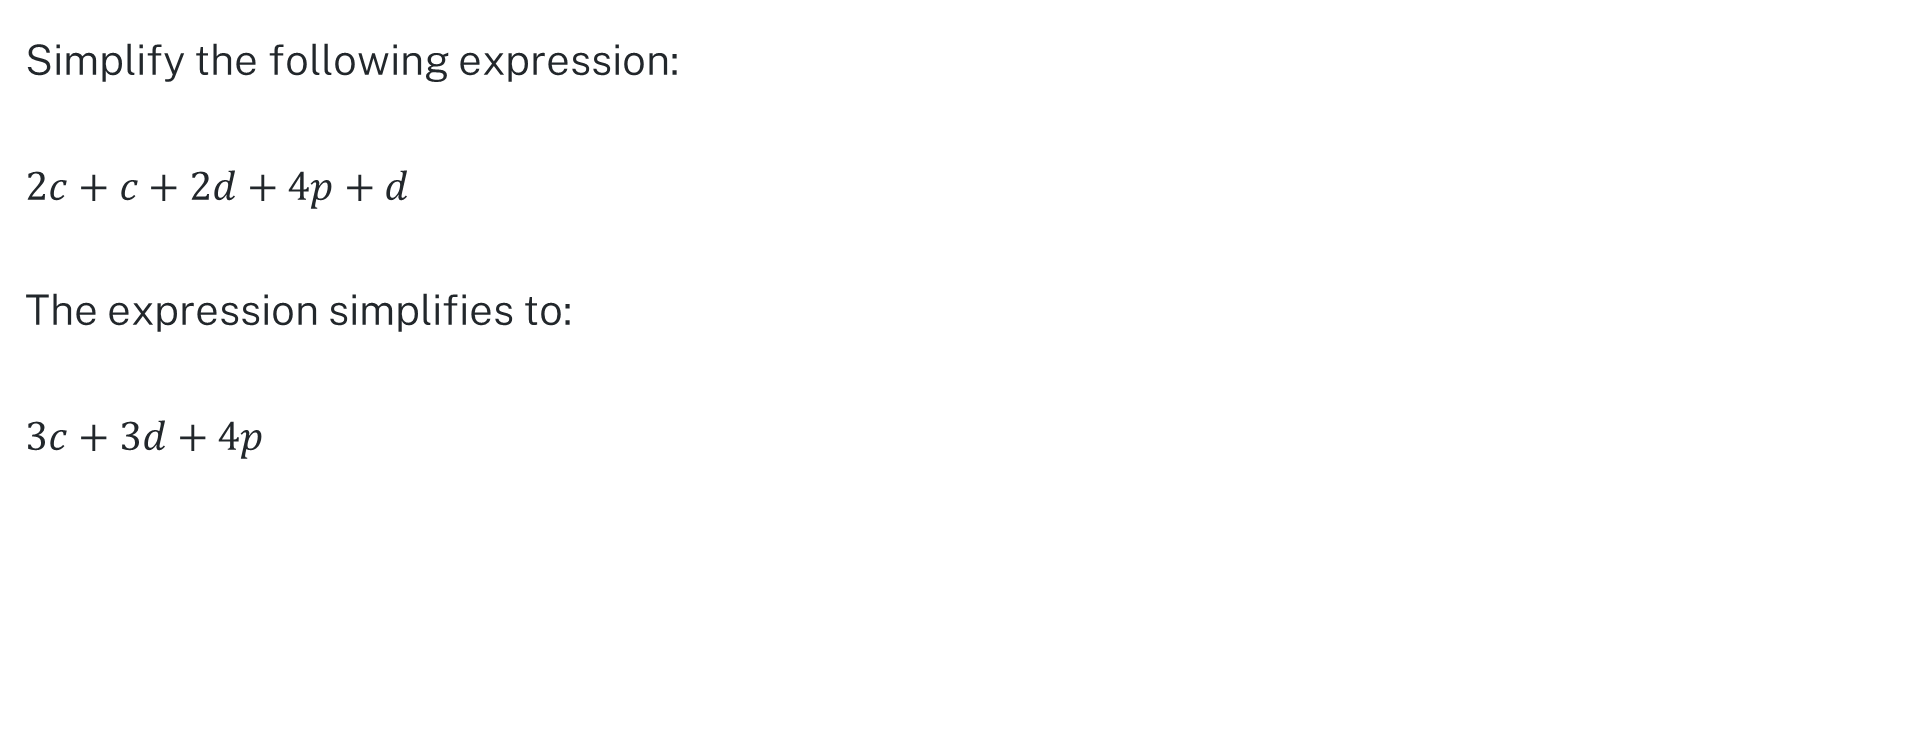 Simplify the following expression:
2c + c + 2d + 4p + d
The expression simplifies to:
3c + 3d + 4p